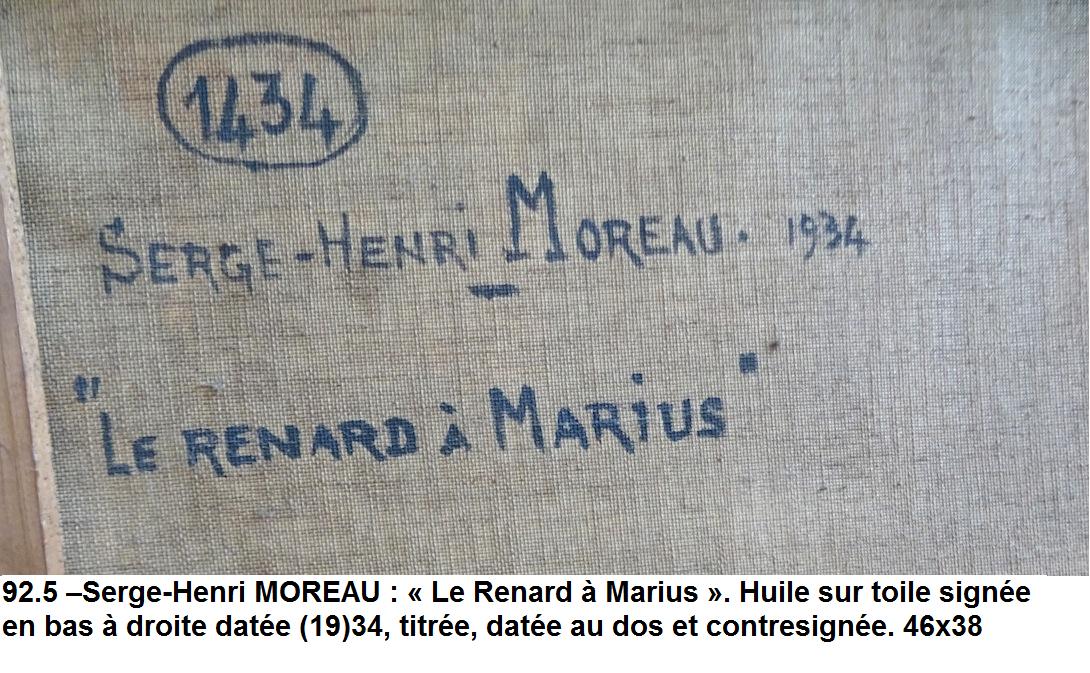 1434
SERGE-HENRI MOREAU. 1934
"LE RENARD à MARiUS"
92.5 –Serge-Henri MOREAU : « Le Renard à Marius ». Huile sur toile signée
en bas à droite datée (19)34, titrée, datée au dos et contresignée. 46x38